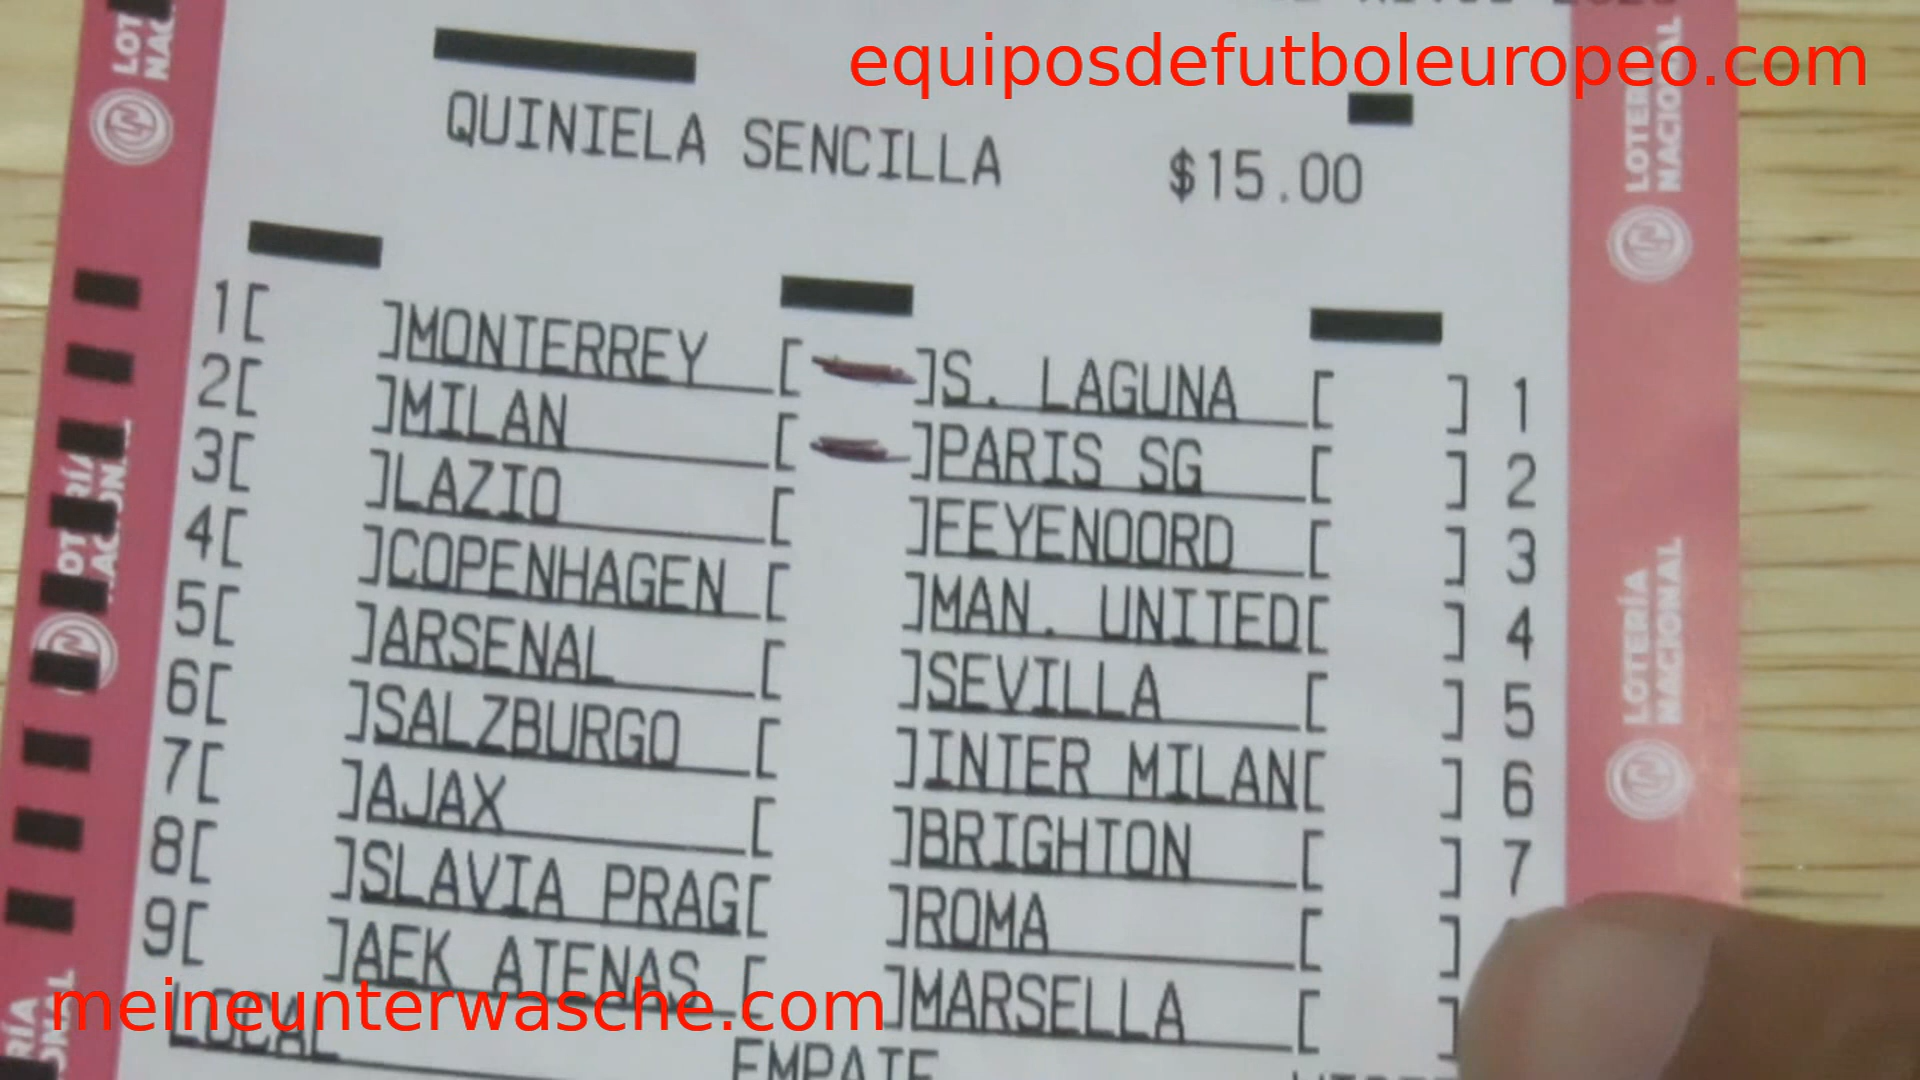 equiposdefutboleuropeo.com
QUINIELA SENCILLA $15.00
1[ ]MONTERREY [ ]S. LAGUNA [ ] 1
2[ ]MILAN [ ]PARIS SG [ ] 2
3[ ]LAZIO [ ]FEYENOORD [ ] 3
4[ ]COPENHAGEN [ ]MAN. UNITED[ ] 4
5[ ]ARSENAL [ ]SEVILLA [ ] 5
6[ ]SALZBURGO [ ]INTER MILAN[ ] 6
7[ ]AJAX [ ]BRIGHTON [ ] 7
8[ ]SLAVIA PRAG[ ]ROMA [ ]
9[ ]AEK ATENAS [ ]MARSELLA [ ]
LOCAL EMPATE
meineunterwasche.com
LOTERÍA
NACIONAL
LOTERÍA
NACIONAL